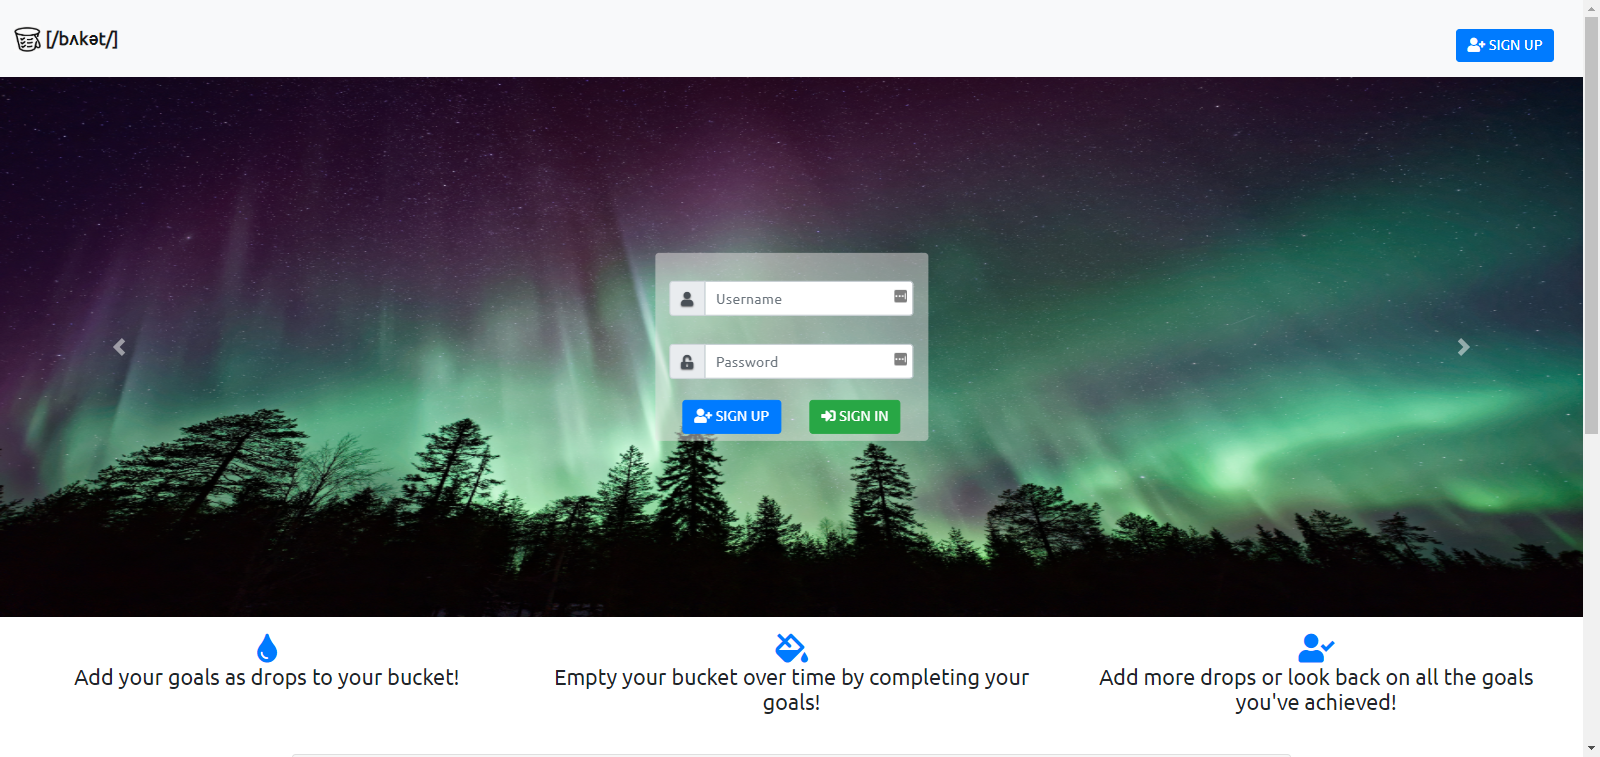 [/bʌkət/]
SIGN UP
Username
Password
SIGN UP
SIGN IN
Add your goals as drops to your bucket!
Empty your bucket over time by completing your
goals!
Add more drops or look back on all the goals
you've achieved!